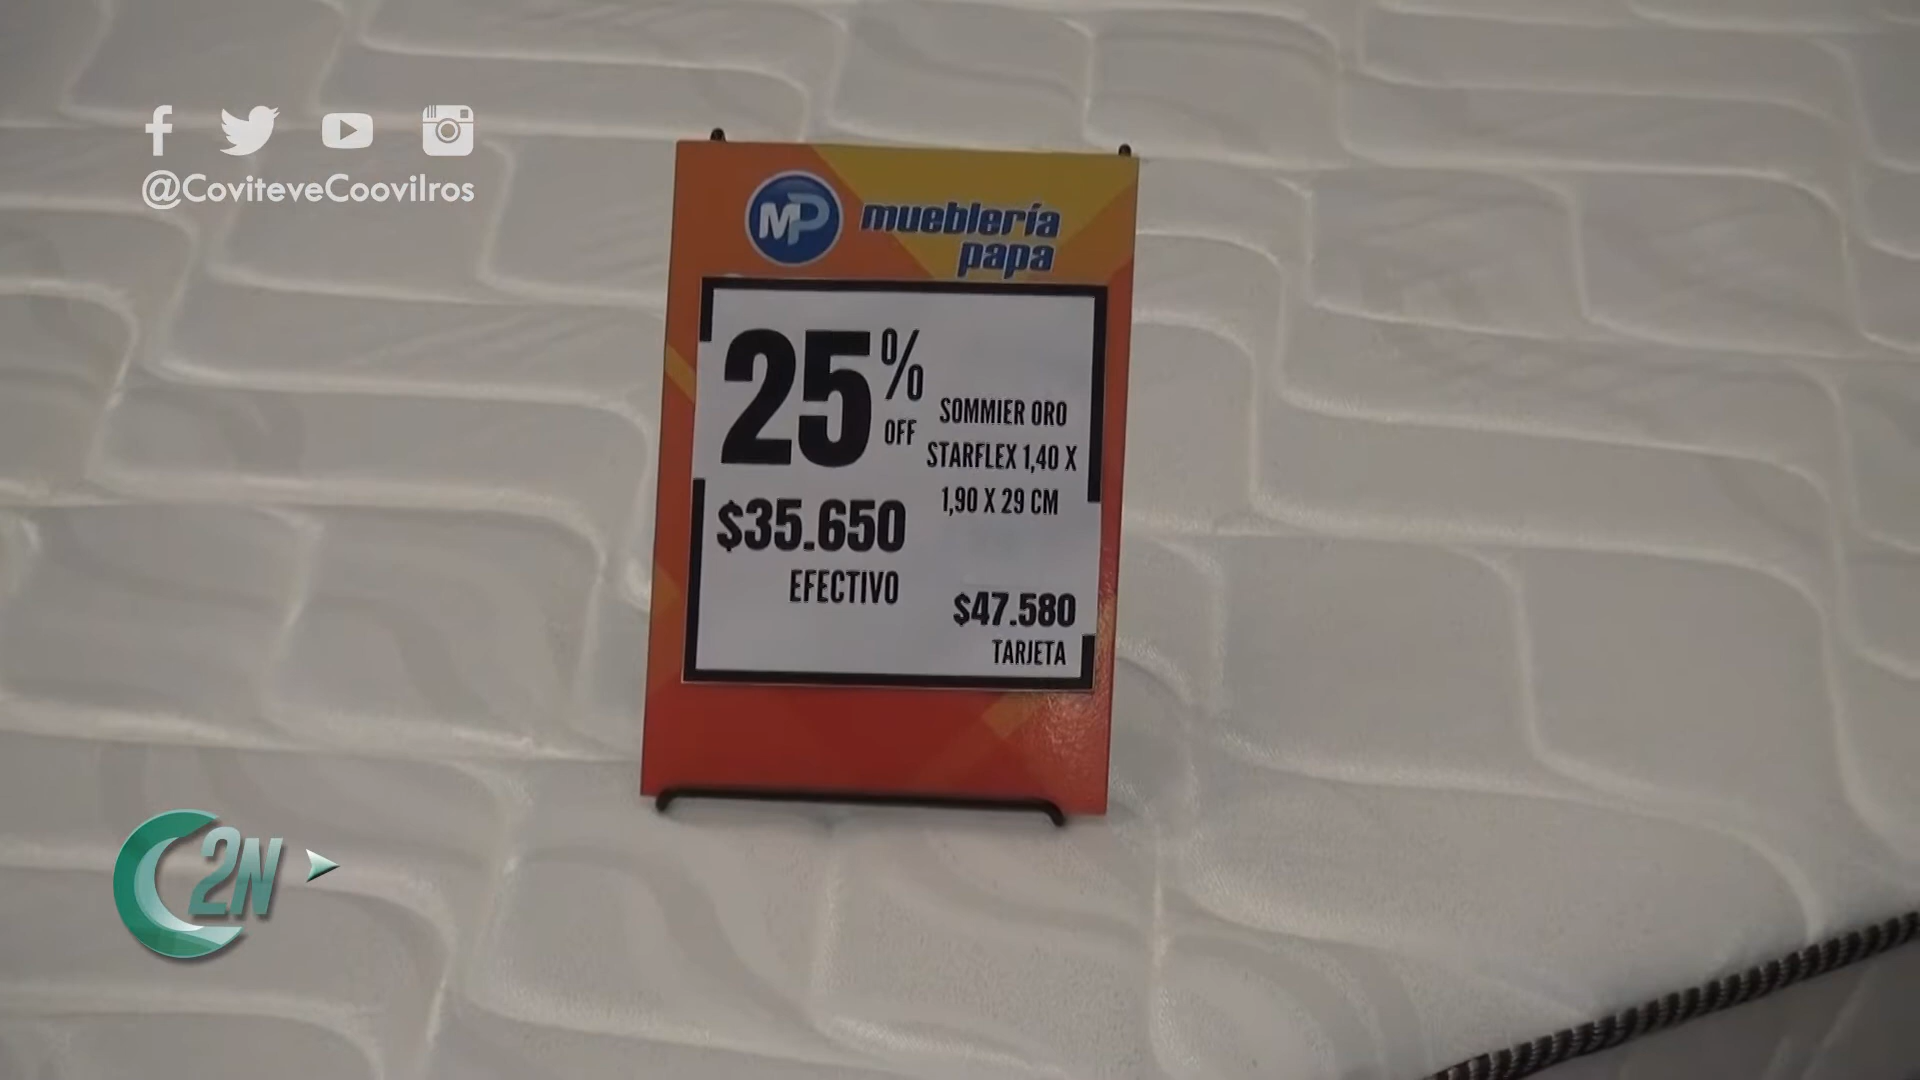 @CoviteveCoovilros
MP
mueblería
papa
25% OFF
SOMMIER ORO
STARFLEX 1,40 X
1,90 X 29 CM
$35.650
EFECTIVO
$47.580
TARJETA
C2N